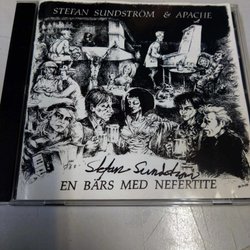 STEFAN SUNDSTRÖM & APACHE
Stefan Sundström
EN BÄRS MED NEFERTITE